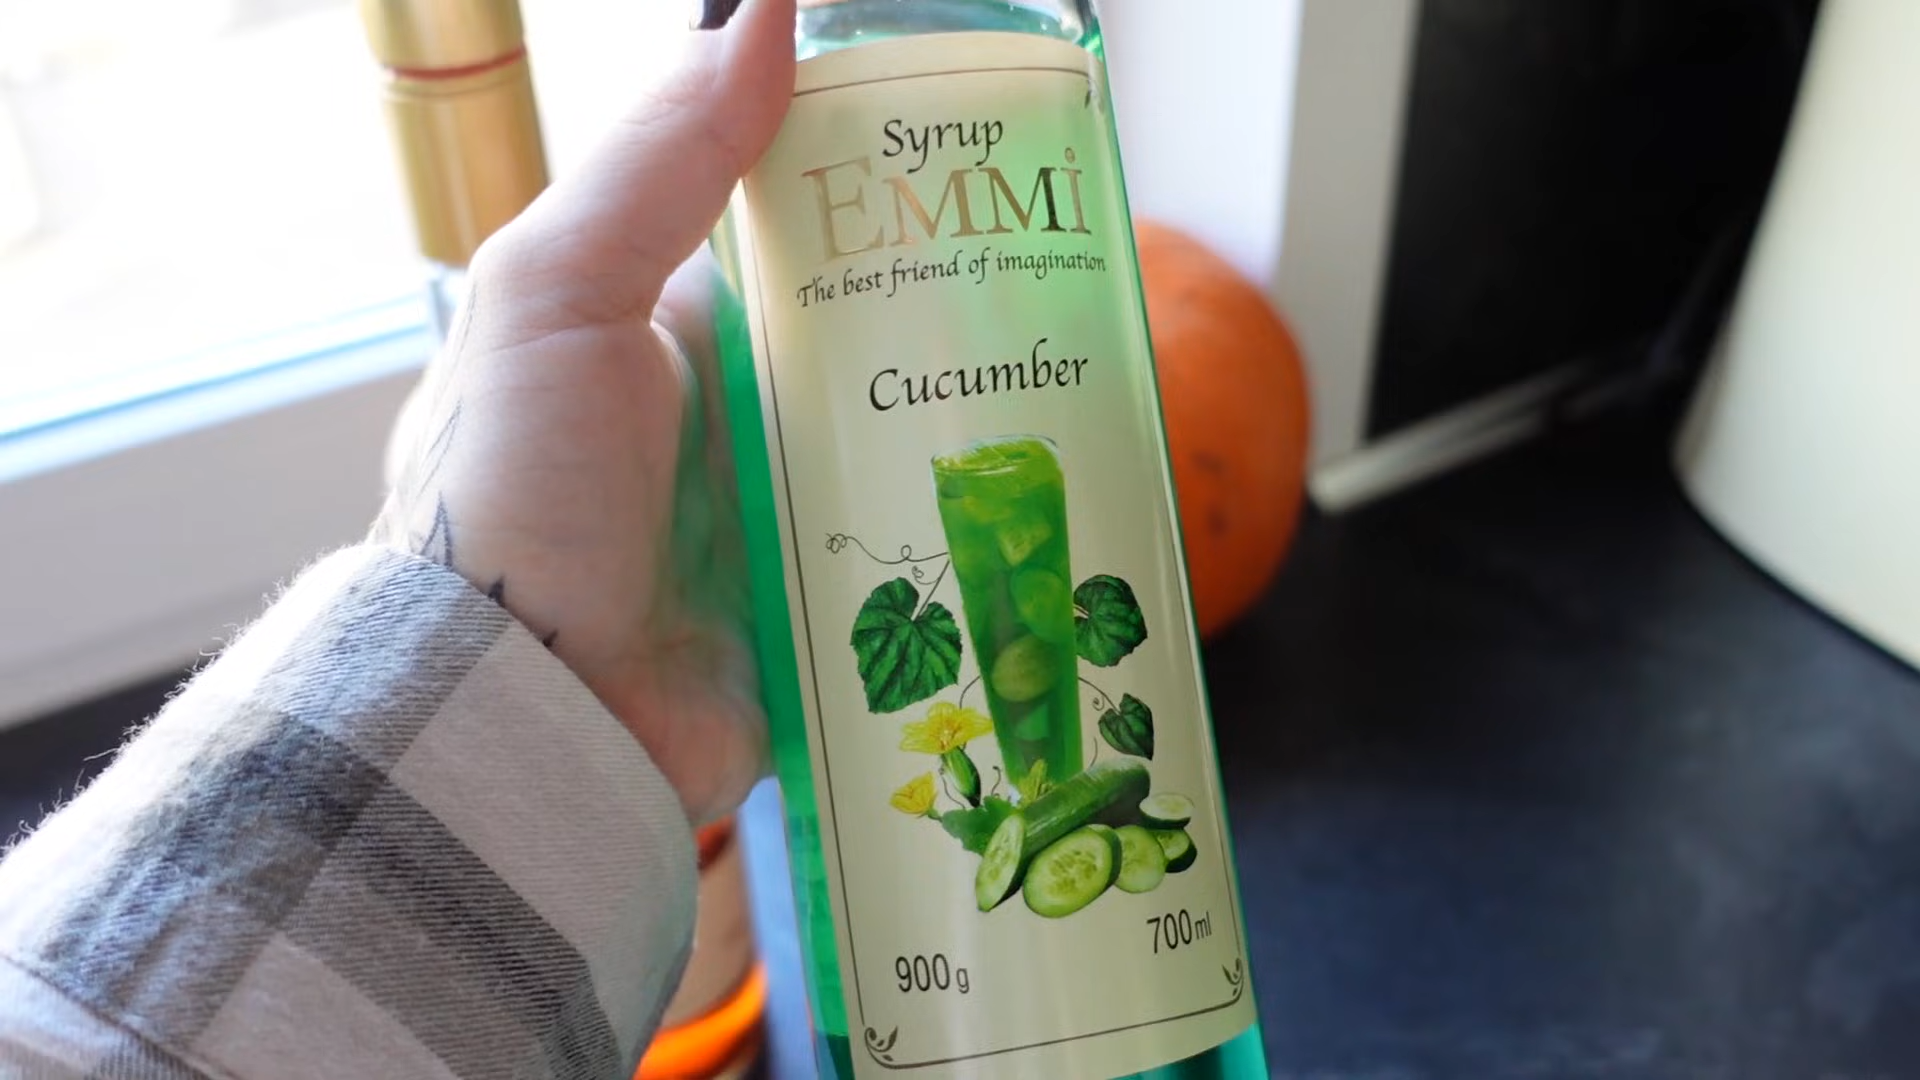 Syrup
EMMi
The best friend of imagination
Cucumber
700ml
900g